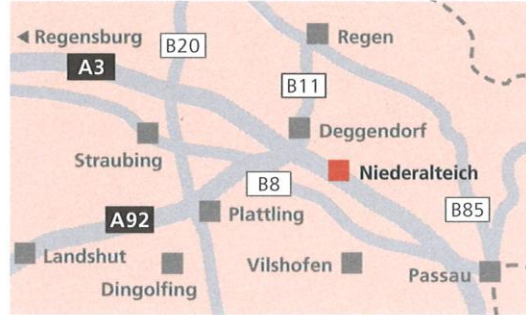 ◄ Regensburg
B20
Regen
A3
B11
Deggendorf
Straubing
Niederalteich
B8
A92
Plattling
B85
Landshut
Vilshofen
Passau
Dingolfing